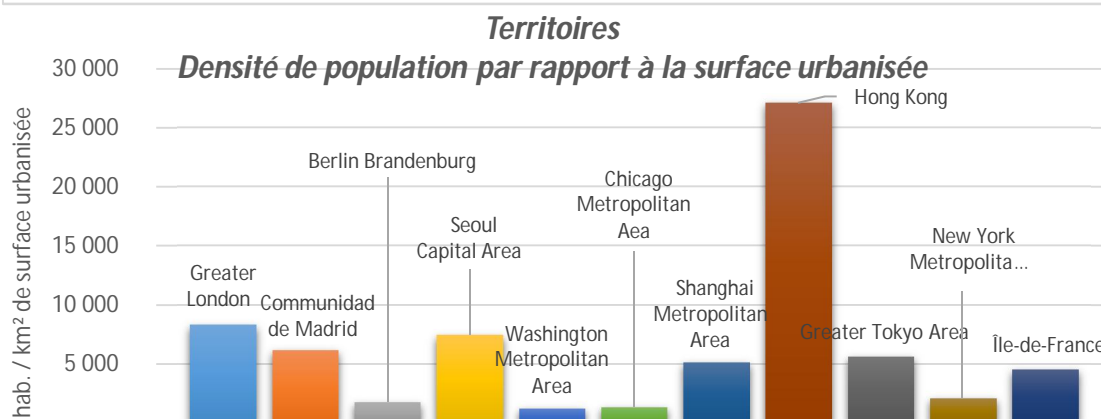 Territoires
Densité de population par rapport à la surface urbanisée
hab. / km² de surface urbanisée
30 000
25 000
20 000
15 000
10 000
5 000
Greater
London
Communidad
de Madrid
Berlin Brandenburg
Seoul
Capital Area
Washington
Metropolitan
Area
Chicago
Metropolitan
Aea
Shanghai
Metropolitan
Area
Hong Kong
Greater Tokyo Area
New York
Metropolita...
Île-de-France